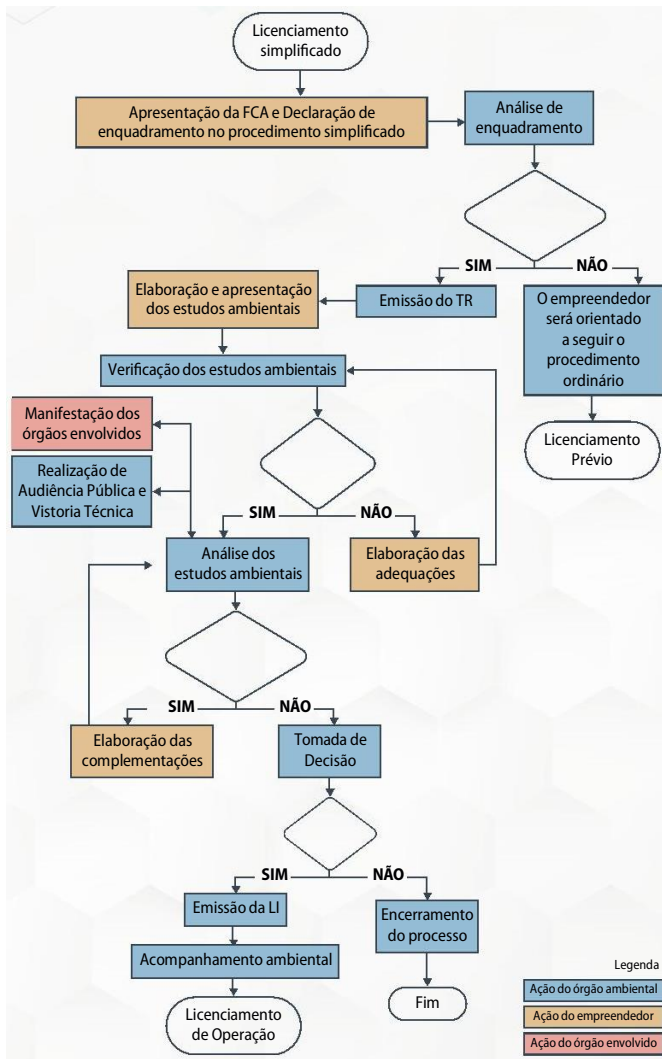 Licenciamento
simplificado
Apresentação da FCA e Declaração de
enquadramento no procedimento simplificado
Análise de
enquadramento
SIM
NÃO
Elaboração e apresentação
dos estudos ambientais
Emissão do TR
O empreendedor
será orientado
a seguir o
procedimento
ordinário
Verificação dos estudos ambientais
Licenciamento
Prévio
Manifestação dos
órgãos envolvidos
Realização de
Audiência Pública e
Vistoria Técnica
SIM
NÃO
Análise dos
estudos ambientais
Elaboração das
adequações
SIM
NÃO
Elaboração das
complementações
Tomada de
Decisão
SIM
NÃO
Emissão da LI
Encerramento
do processo
Acompanhamento ambiental
Licenciamento
de Operação
Fim
Legenda
Ação do órgão ambiental
Ação do empreendedor
Ação do órgão envolvido